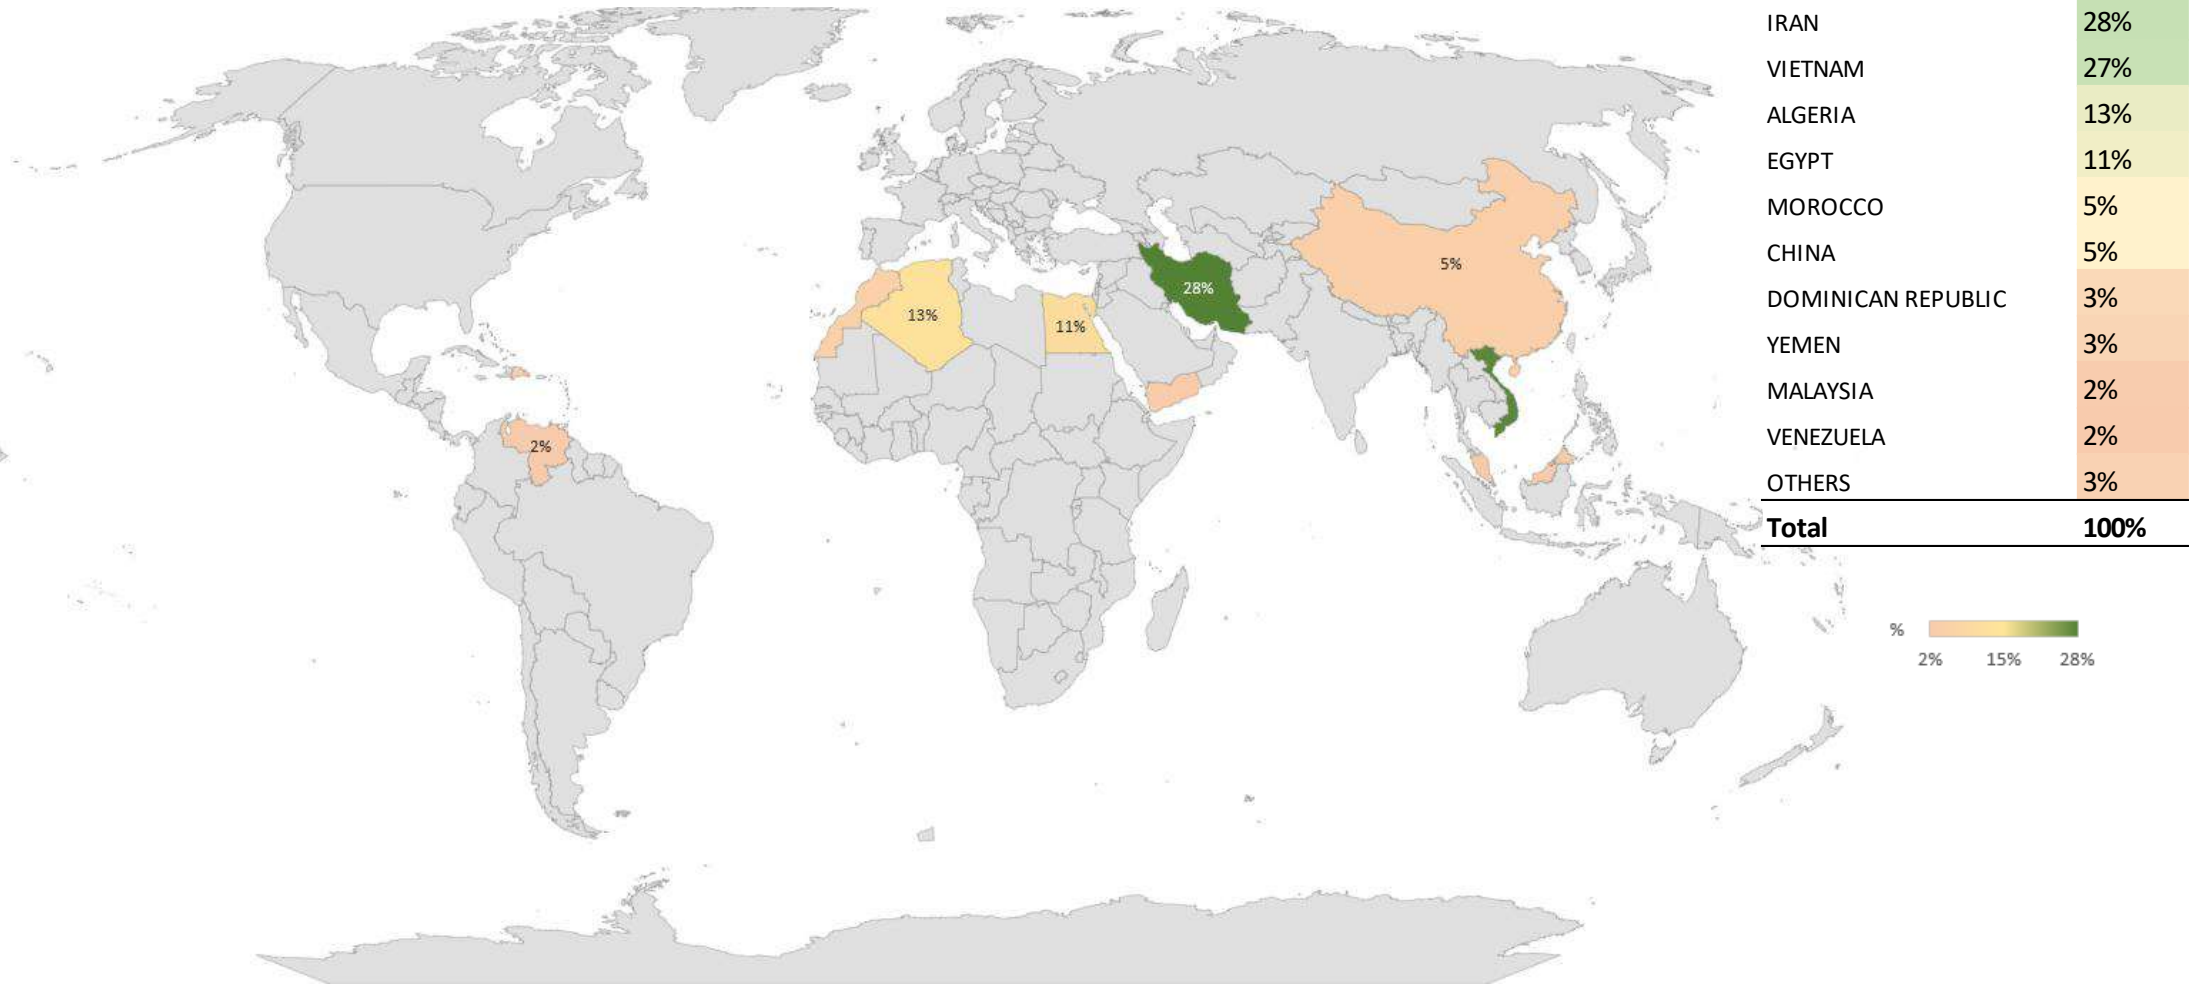 IRAN 28%
VIETNAM 27%
ALGERIA 13%
EGYPT 11%
MOROCCO 5%
CHINA 5%
DOMINICAN REPUBLIC 3%
YEMEN 3%
MALAYSIA 2%
VENEZUELA 2%
OTHERS 3%
Total 100%
5%
28%
13%
11%
2%
%
2% 15% 28%